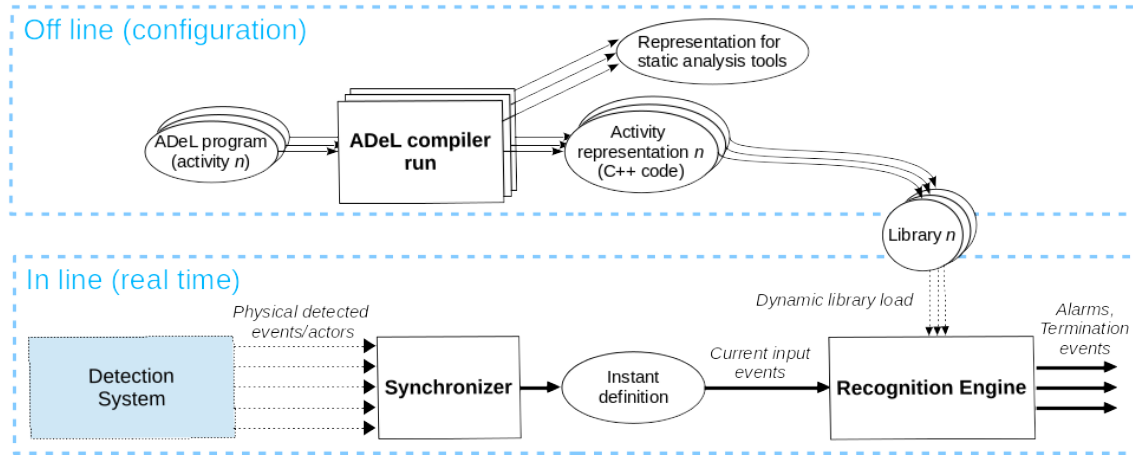 Off line (configuration)
Representation for
static analysis tools
ADeL program
(activity n)
ADeL compiler
run
Activity
representation n
(C++ code)
Library n
In line (real time)
Physical detected
events/actors
Dynamic library load
Alarms,
Termination
events
Detection
System
Synchronizer
Instant
definition
Current input
events
Recognition Engine